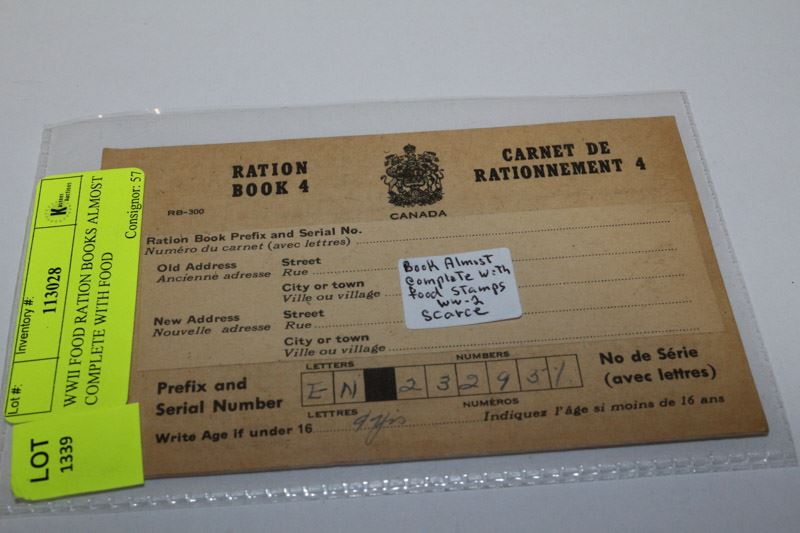 RATION
BOOK 4
CARNET DE
RATIONNEMENT 4
RB-300
CANADA
Ration Book Prefix and Serial No.
Numéro du carnet (avec lettres)
Old Address
Ancienne adresse
Street
Rue
City or town
Ville ou village
New Address
Nouvelle adresse
Street
Rue
City or town
Ville ou village
Book Almost
Complete With
Food Stamps
WW-2
Scarce
Prefix and
Serial Number
LETTERS
NUMBERS
E N 2 3 2 9 5
LETTRES
NUMÉROS
No de Série
(avec lettres)
Write Age if under 16
Indiquez l'âge si moins de 16 ans
Lot #:
Inventory #:
113028
WWII FOOD RATION BOOKS ALMOST
COMPLETE WITH FOOD
Consignor: 57
LOT
1339